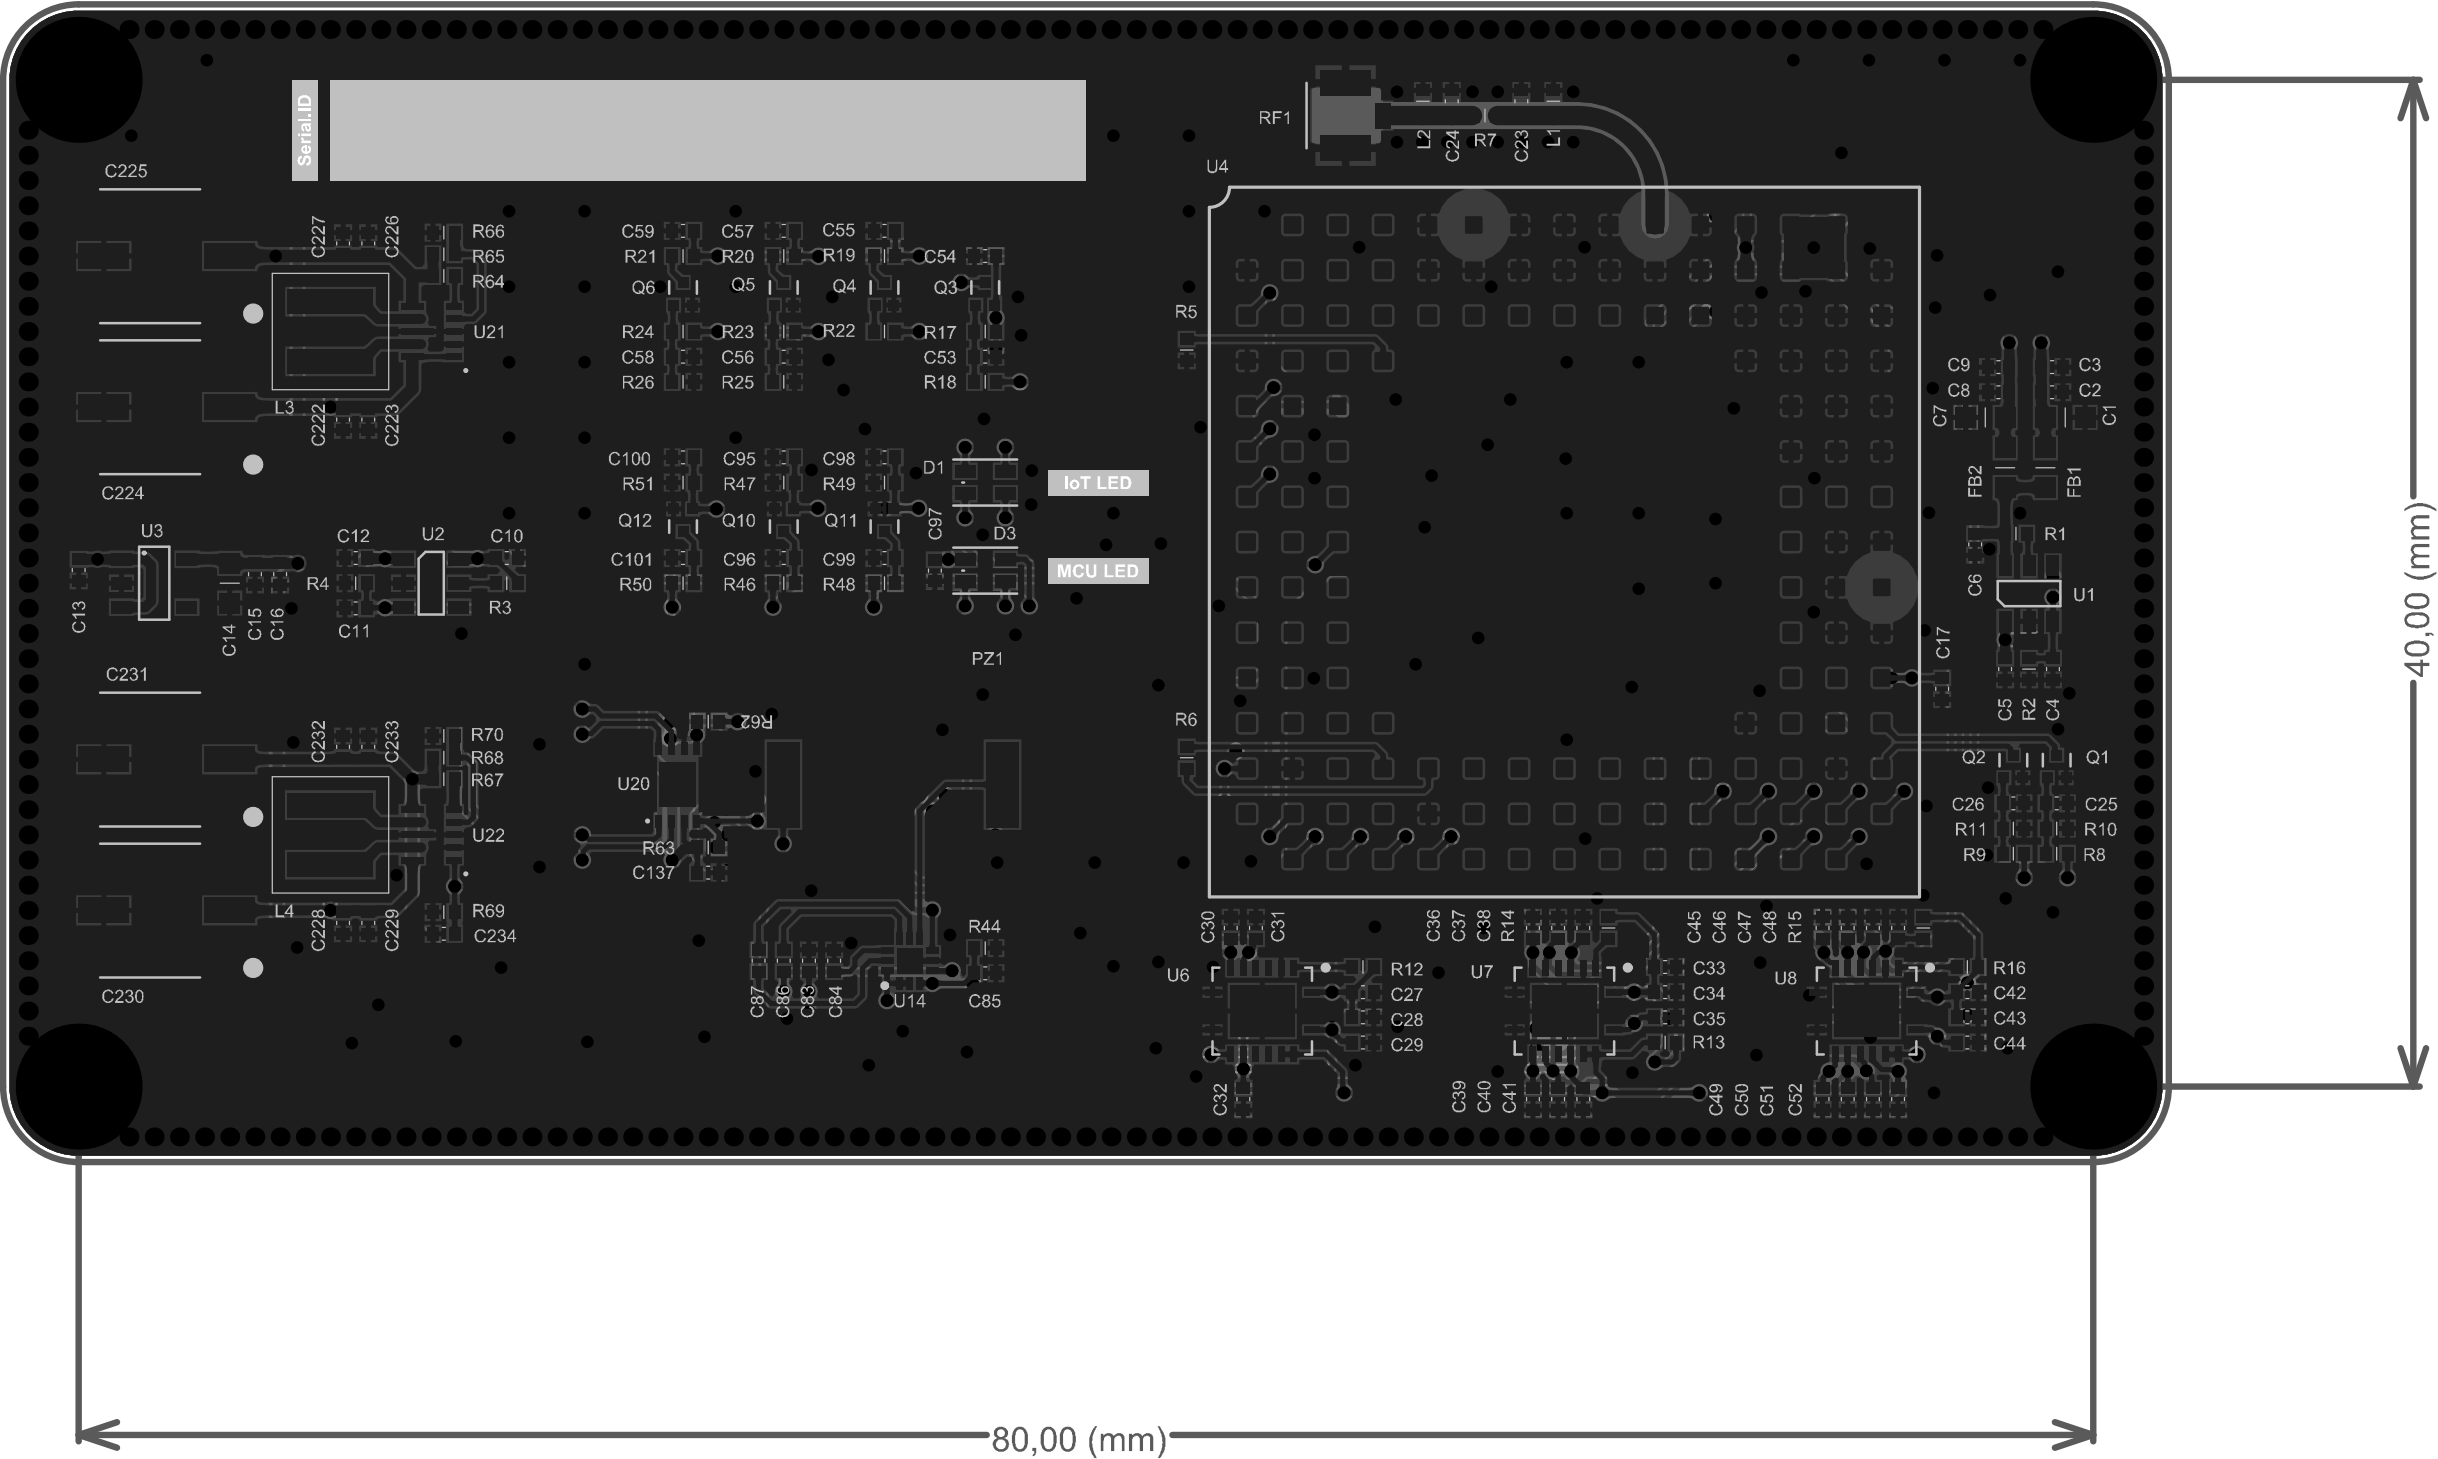 Serial.ID
RF1
L2
C24
R7
C23
L1
U4
C225
C227
C226
R66
R65
R64
U21
L3
C222
C223
C224
C59
R21
Q6
R24
C58
R26
C57
R20
Q5
R23
C56
R25
C55
R19
Q4
R22
C54
Q3
R17
C53
R18
R5
C9
C8
C7
C3
C2
C1
FB2
FB1
C100
R51
Q12
C101
R50
C95
R47
Q10
C96
R46
C98
R49
Q11
C99
R48
D1
C97
D3
IoT LED
MCU LED
U3
C13
C14
C15
C16
C12
R4
C11
U2
C10
R3
R1
C6
U1
C17
C5
R2
C4
PZ1
C231
C232
C233
R70
R68
R67
U22
L4
C228
C229
R69
C234
C230
R62
U20
R63
C137
R6
Q2
Q1
C26
R11
R9
C25
R10
R8
R44
C87
C86
C83
C84
U14
C85
C30
C31
U6
R12
C27
C28
C29
C32
C36
C37
C38
R14
U7
C33
C34
C35
R13
C39
C40
C41
C45
C46
C47
C48
R15
U8
R16
C42
C43
C44
C49
C50
C51
C52
40,00 (mm)
80,00 (mm)